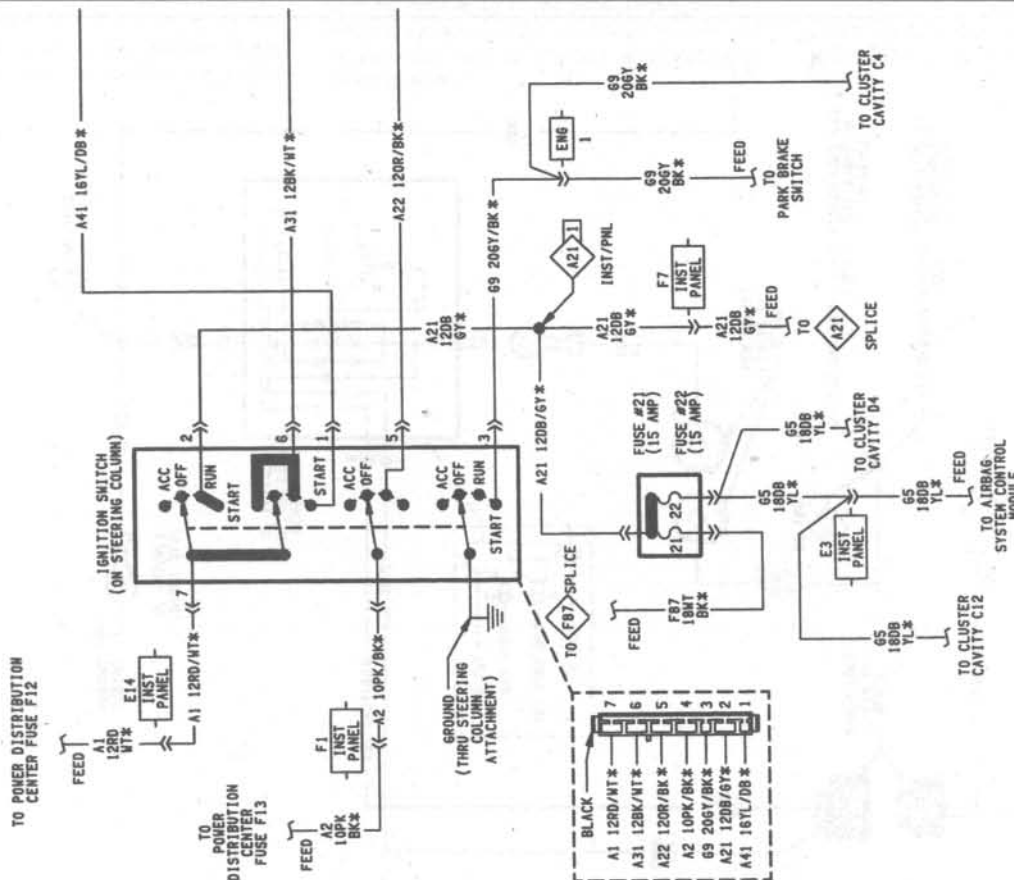 TO POWER DISTRIBUTION
CENTER FUSE F12
FEED
A1
12RD
WT*
E14
INST
PANEL
A1 12RD/WT*
7
TO
POWER
DISTRIBUTION
CENTER
FUSE F13
FEED
A2
10PK
BK*
F1
INST
PANEL
A2 10PK/BK*
GROUND
(THRU STEERING
COLUMN
ATTACHMENT)
IGNITION SWITCH
(ON STEERING COLUMN)
ACC
OFF
RUN
START
2
6
START
1
ACC
OFF
5
ACC
OFF
RUN
START
3
A41 16YL/DB*
A31 12BK/WT*
A22 12OR/BK*
A21
12DB
GY*
G9 20GY/BK*
ENG
1
G9
20GY
BK*
TO CLUSTER
CAVITY C4
G9
20GY
BK*
FEED
TO
PARK BRAKE
SWITCH
A21
1
INST/PNL
A21
12DB
GY*
F7
INST
PANEL
A21
12DB
GY*
FEED
TO
A21
SPLICE
A21 12DB/GY*
FUSE #21
(15 AMP)
FUSE #22
(15 AMP)
21
22
TO
F87
SPLICE
FEED
F87
18WT
BK*
G5
18DB
YL*
TO CLUSTER
CAVITY D4
G5
18DB
YL*
E3
INST
PANEL
G5
18DB
YL*
FEED
TO AIRBAG
SYSTEM CONTROL
MODULE
G5
18DB
YL*
TO CLUSTER
CAVITY C12
BLACK
A1 12RD/WT* 7
A31 12BK/WT* 6
A22 12OR/BK* 5
A2 10PK/BK* 4
G9 20GY/BK* 3
A21 12DB/GY* 2
A41 16YL/DB* 1